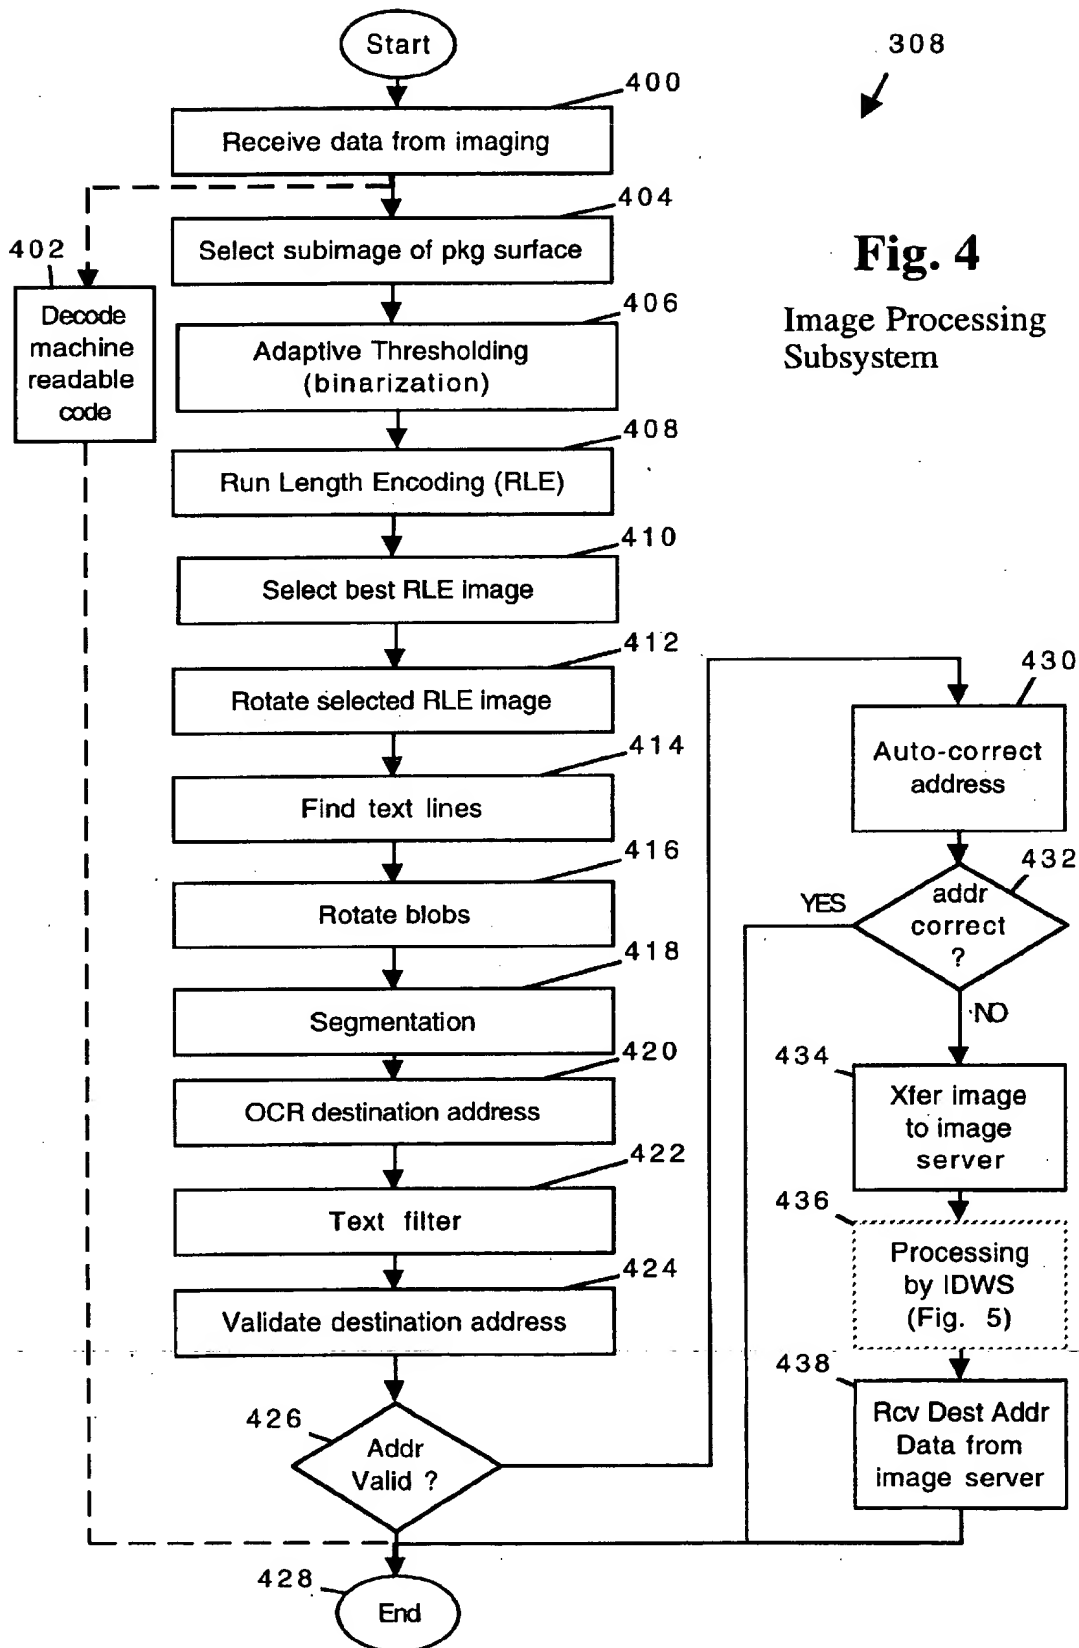 Start
308
400
Receive data from imaging
404
Select subimage of pkg surface
402
Decode
machine
readable
code
Fig. 4
Image Processing
Subsystem
406
Adaptive Thresholding
(binarization)
408
Run Length Encoding (RLE)
410
Select best RLE image
412
Rotate selected RLE image
414
Find text lines
416
Rotate blobs
418
Segmentation
420
OCR destination address
422
Text filter
424
Validate destination address
426
Addr
Valid ?
428
End
430
Auto-correct
address
432
addr
correct
?
YES
NO
434
Xfer image
to image
server
436
Processing
by IDWS
(Fig. 5)
438
Rcv Dest Addr
Data from
image server